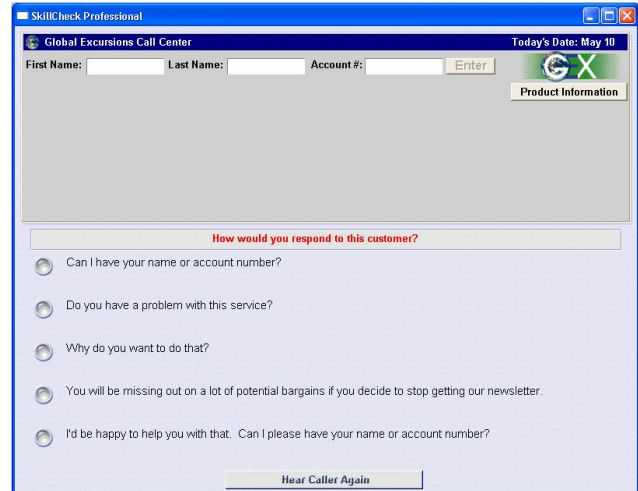 SkillCheck Professional
Global Excursions Call Center Today's Date: May 10
First Name: Last Name: Account #: Enter
GX
Product Information
How would you respond to this customer?
Can I have your name or account number?
Do you have a problem with this service?
Why do you want to do that?
You will be missing out on a lot of potential bargains if you decide to stop getting our newsletter.
I'd be happy to help you with that. Can I please have your name or account number?
Hear Caller Again